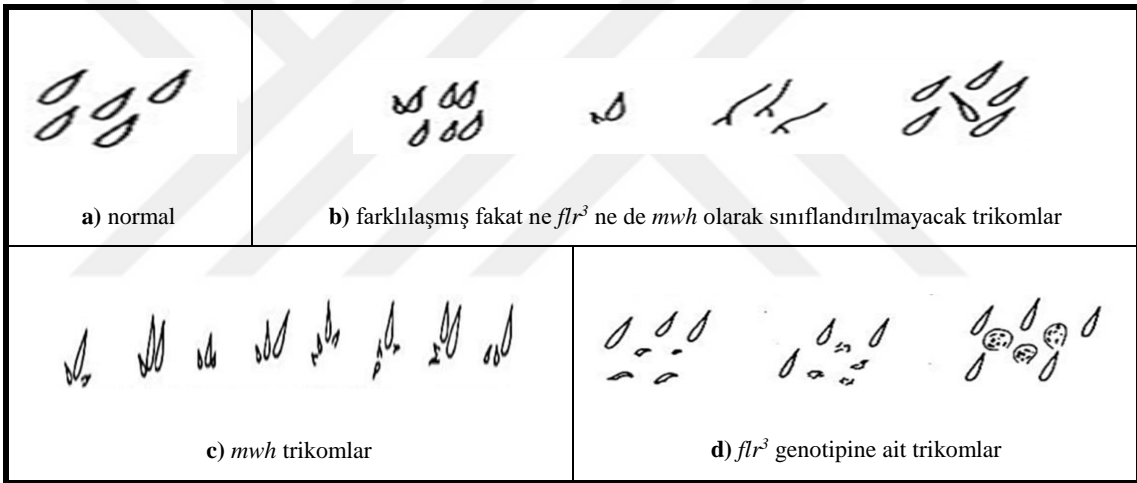 a) normal
b) farklılaşmış fakat ne flr³ ne de mwh olarak sınıflandırılmayacak trikomlar
c) mwh trikomlar
d) flr³ genotipine ait trikomlar